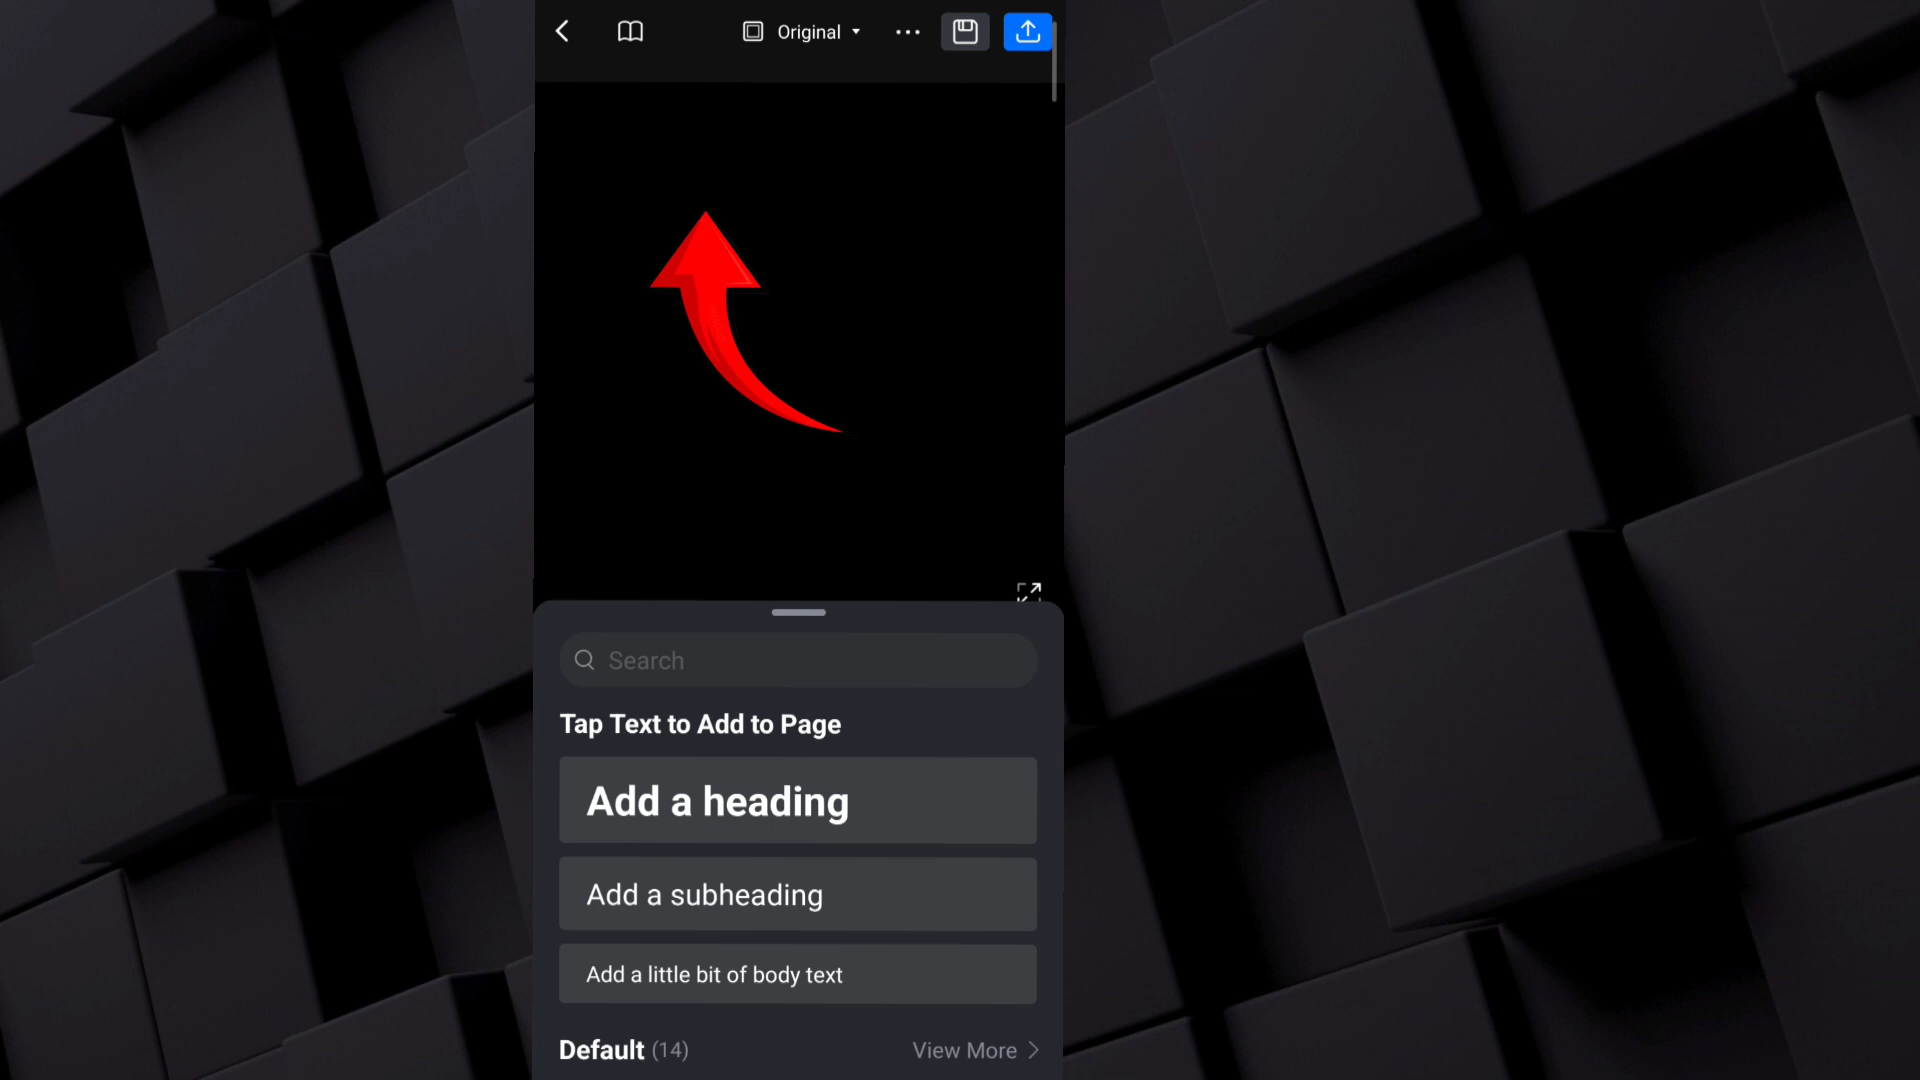 Original
Search
Tap Text to Add to Page
Add a heading
Add a subheading
Add a little bit of body text
Default (14) View More